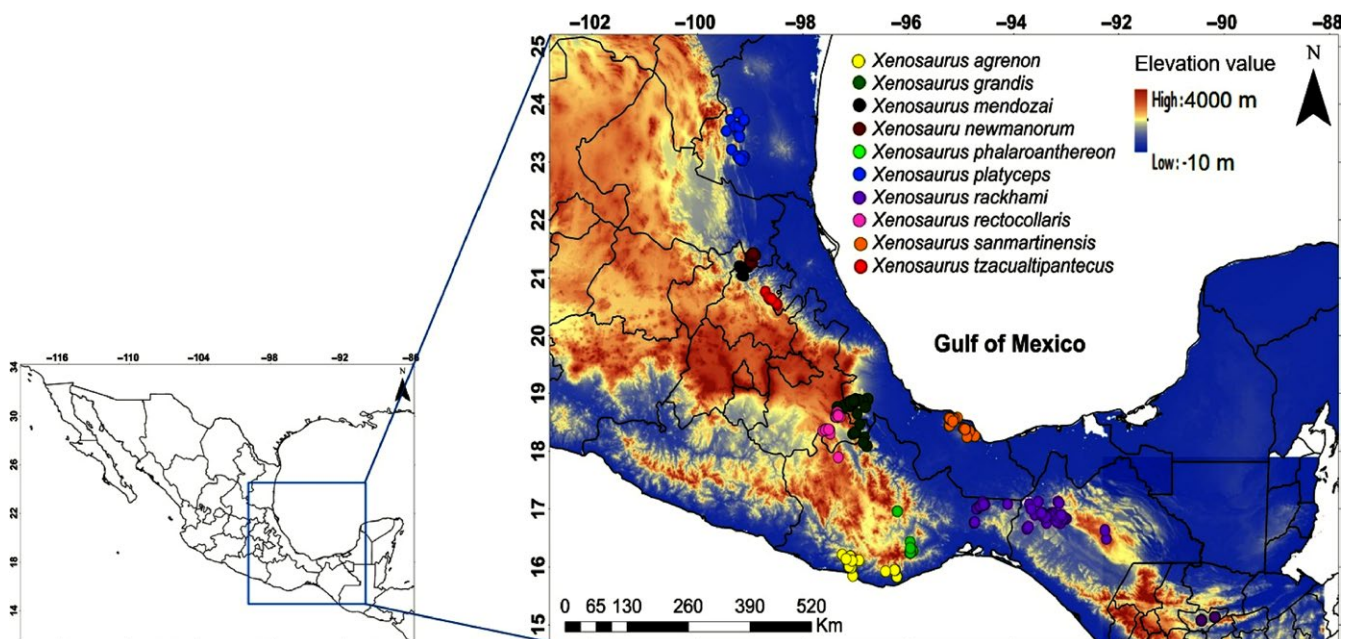 −102 −100 −98 −96 −94 −92 −90 −88
25
24
23
22
21
20
19
18
17
16
15
Xenosaurus agrenon
Xenosaurus grandis
Xenosaurus mendozai
Xenosauru newmanorum
Xenosaurus phalaroanthereon
Xenosaurus platyceps
Xenosaurus rackhami
Xenosaurus rectocollaris
Xenosaurus sanmartinensis
Xenosaurus tzacualtipantecus
Elevation value
High:4000 m
Low:-10 m
N
Gulf of Mexico
0 65 130 260 390 520
Km
−116 −110 −104 −98 −92 −86
N
34
30
26
22
18
14